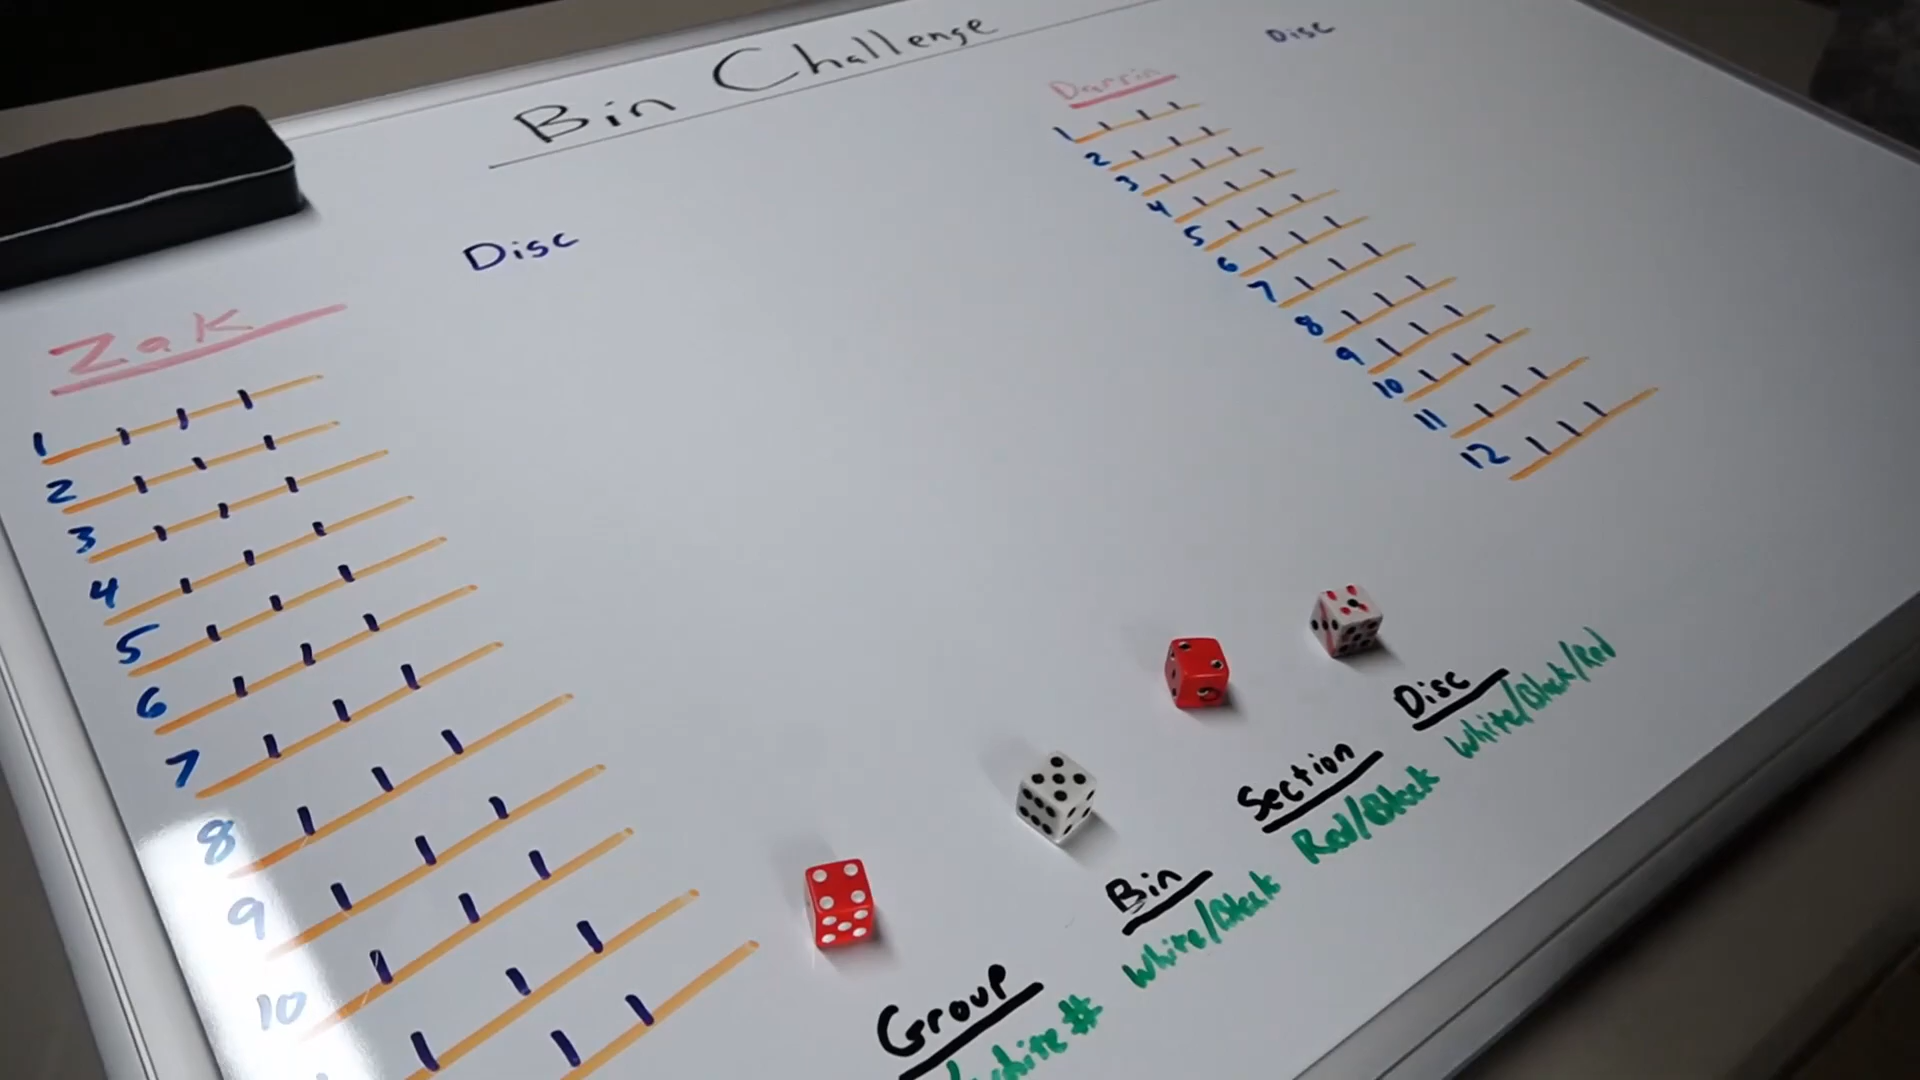 Bin Challenge
Disc
Zak
1
2
3
4
5
6
7
8
9
10
Disc
Darrin
1
2
3
4
5
6
7
8
9
10
11
12
Group
white #
Bin
White/Black
Section
Red/Black
Disc
White/Black/Red